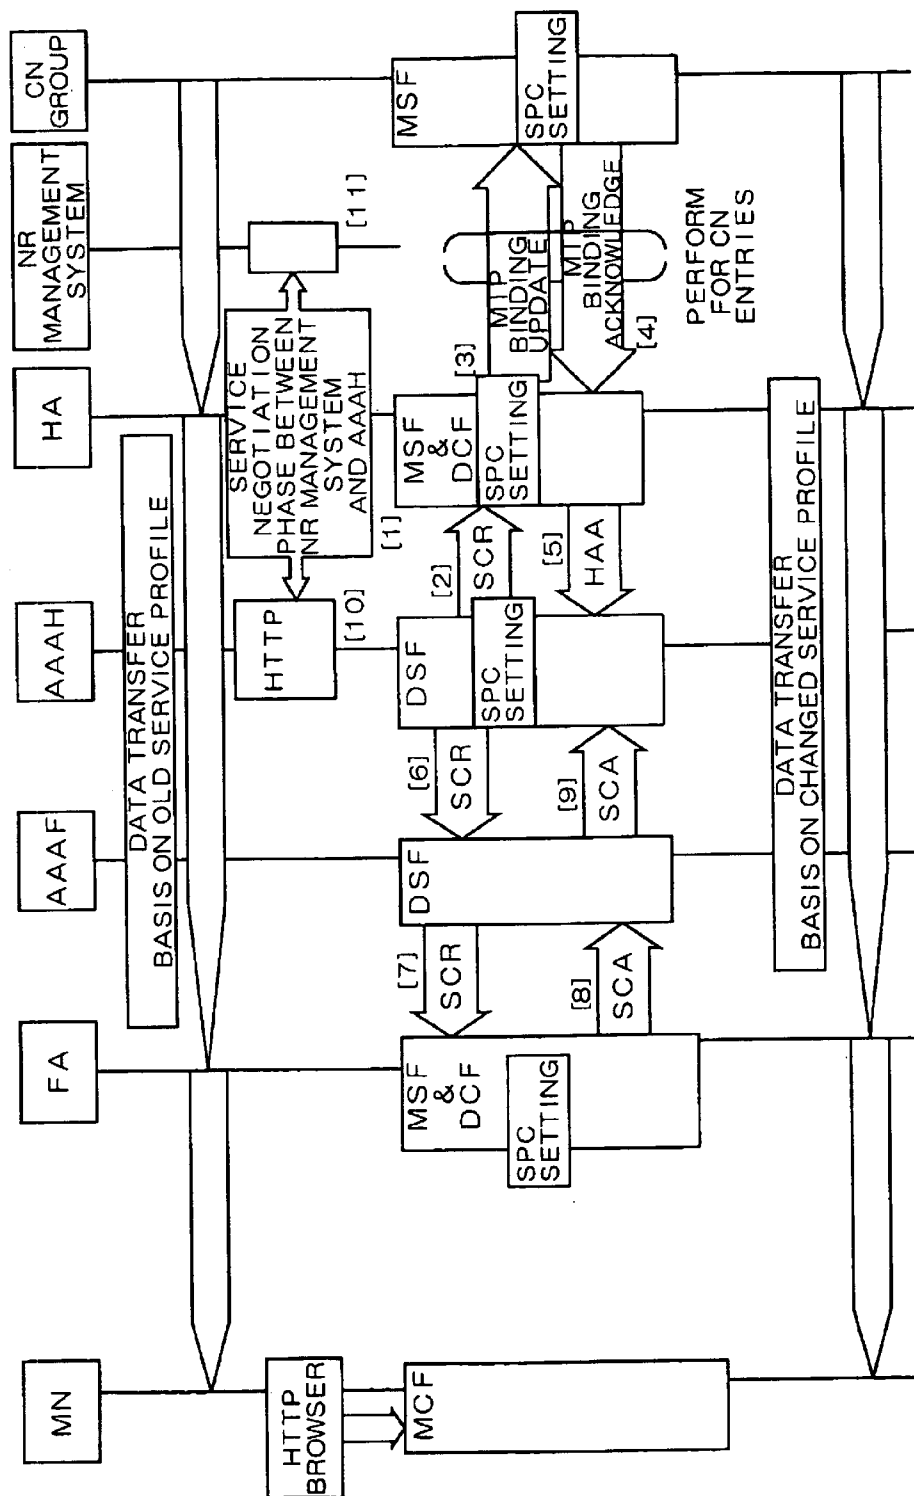 MN
FA
AAAF
AAAH
HA
NR
MANAGEMENT
SYSTEM
CN
GROUP
DATA TRANSFER
BASIS ON OLD SERVICE PROFILE
HTTP
BROWSER
HTTP
[10]
SERVICE
NEGOTIATION
PHASE BETWEEN
NR MANAGEMENT
SYSTEM
AND AAAH
[1]
[11]
MCF
MSF
&
DCF
SPC
SETTING
[7]
SCR
[8]
SCA
DSF
[6]
SCR
[9]
SCA
DSF
SPC
SETTING
[2]
SCR
[5]
HAA
MSF
&
DCF
SPC
SETTING
[3]
MIP
BINDING
UPDATE
MIP
BINDING
ACKNOWLEDGE
[4]
MSF
SPC
SETTING
PERFORM
FOR CN
ENTRIES
DATA TRANSFER
BASIS ON CHANGED SERVICE PROFILE